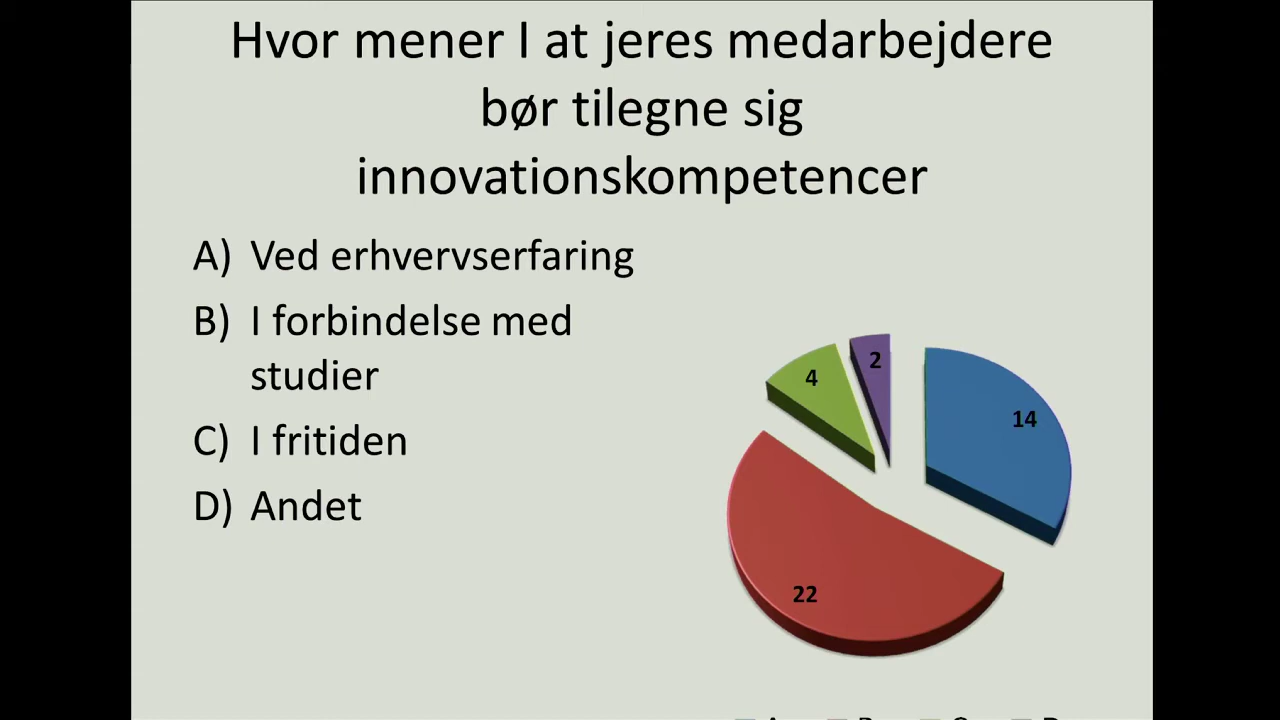 Hvor mener I at jeres medarbejdere
bør tilegne sig
innovationskompetencer
A) Ved erhvervserfaring
B) I forbindelse med
studier
C) I fritiden
D) Andet
2
4
14
22